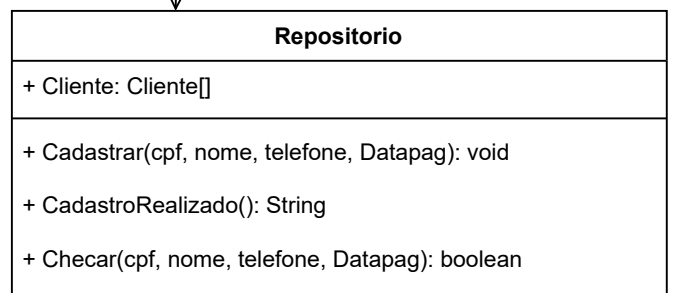 Repositorio
+ Cliente: Cliente[]
+ Cadastrar(cpf, nome, telefone, Datapag): void
+ CadastroRealizado(): String
+ Checar(cpf, nome, telefone, Datapag): boolean